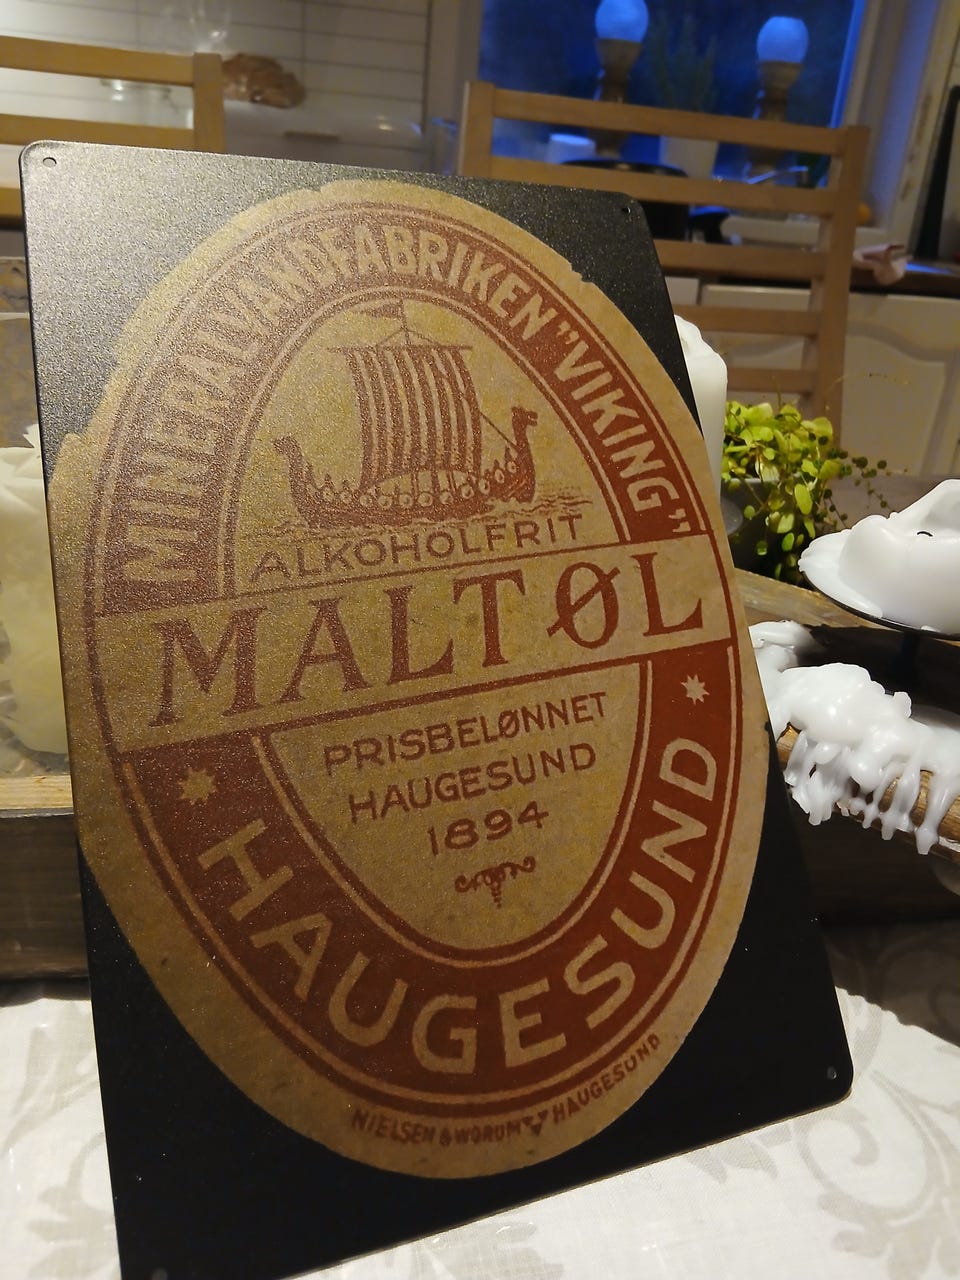 MINERALVANDFABRIKEN "VIKING"
ALKOHOLFRIT
MALTØL
PRISBELØNNET
HAUGESUND
1894
HAUGESUND
NIELSEN & WORUM HAUGESUND